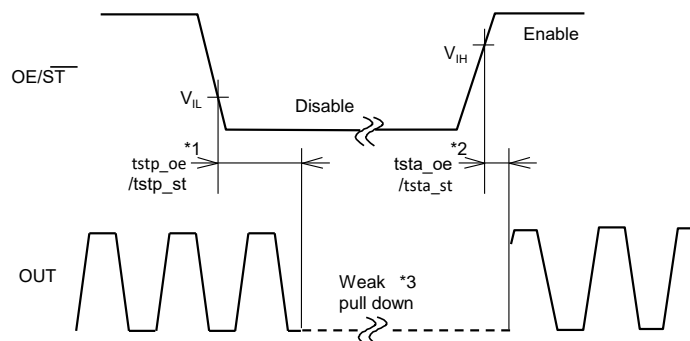 Enable
OE/ST
VIH
VIL
Disable
*1
tstp_oe
/tstp_st
*2
tsta_oe
/tsta_st
OUT
Weak *3
pull down